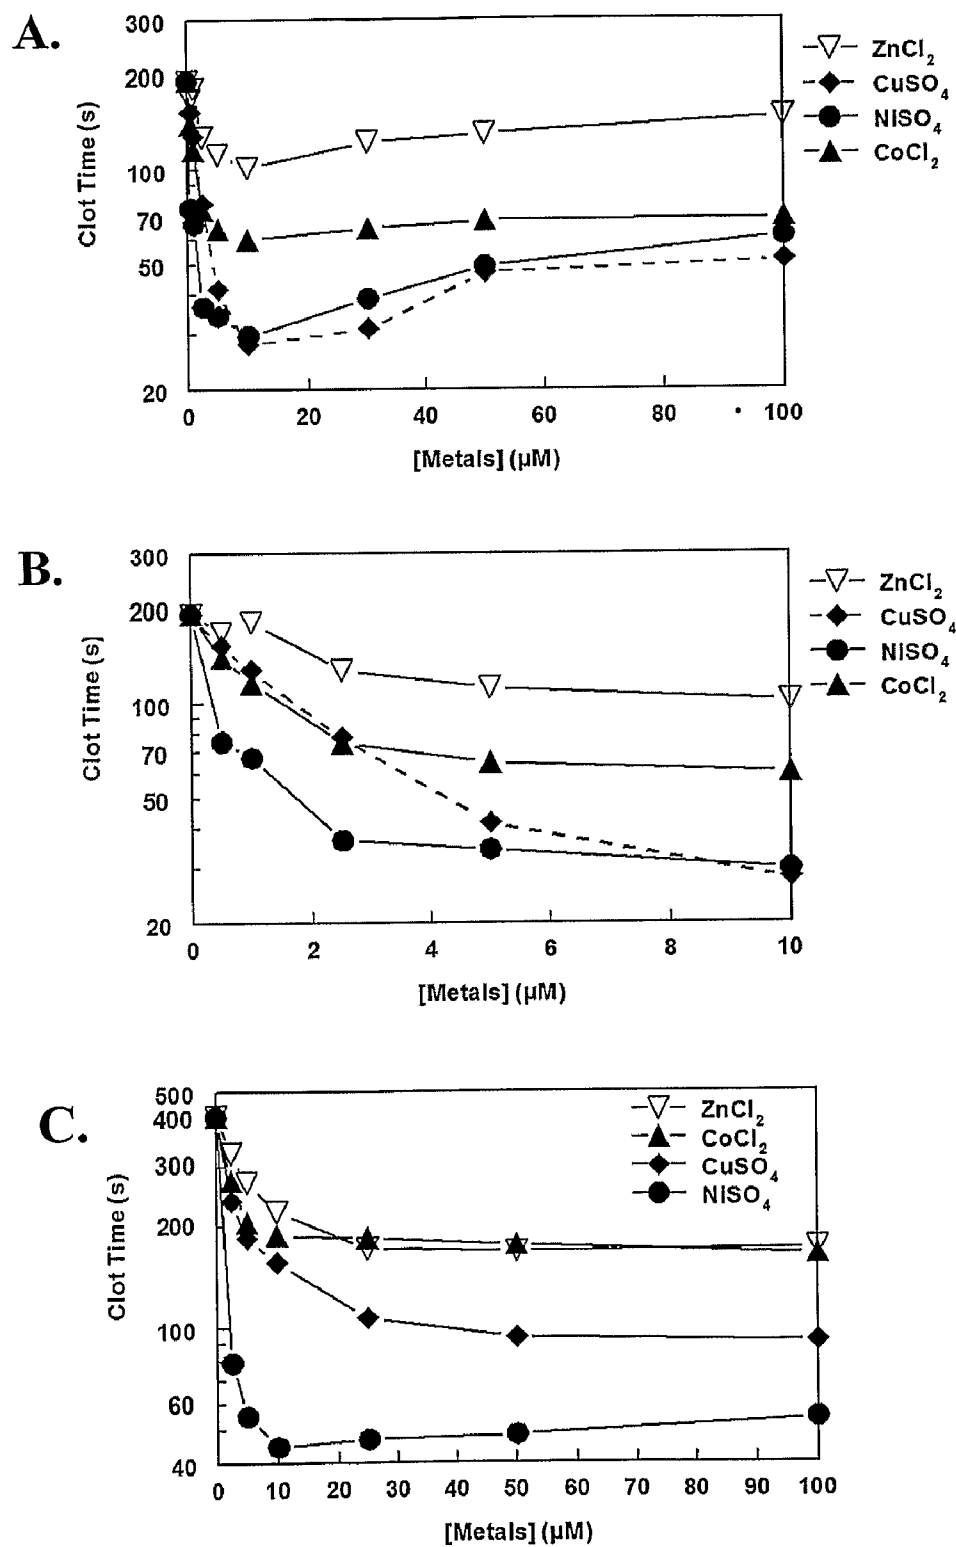 A.
300
200
100
70
50
20
Clot Time (s)
0 20 40 60 80 100
[Metals] (µM)
ZnCl2
CuSO4
NISO4
CoCl2
B.
300
200
100
70
50
20
Clot Time (s)
0 2 4 6 8 10
[Metals] (µM)
ZnCl2
CuSO4
NISO4
CoCl2
C.
500
400
300
200
100
60
40
Clot Time (s)
0 10 20 30 40 50 60 70 80 90 100
[Metals] (µM)
ZnCl2
CoCl2
CuSO4
NISO4